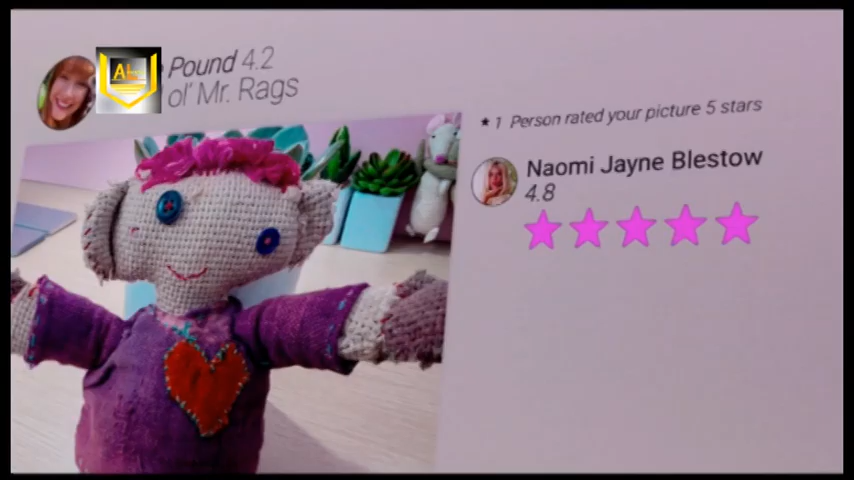 Pound 4.2
ol' Mr. Rags
* 1 Person rated your picture 5 stars
Naomi Jayne Blestow
4.8